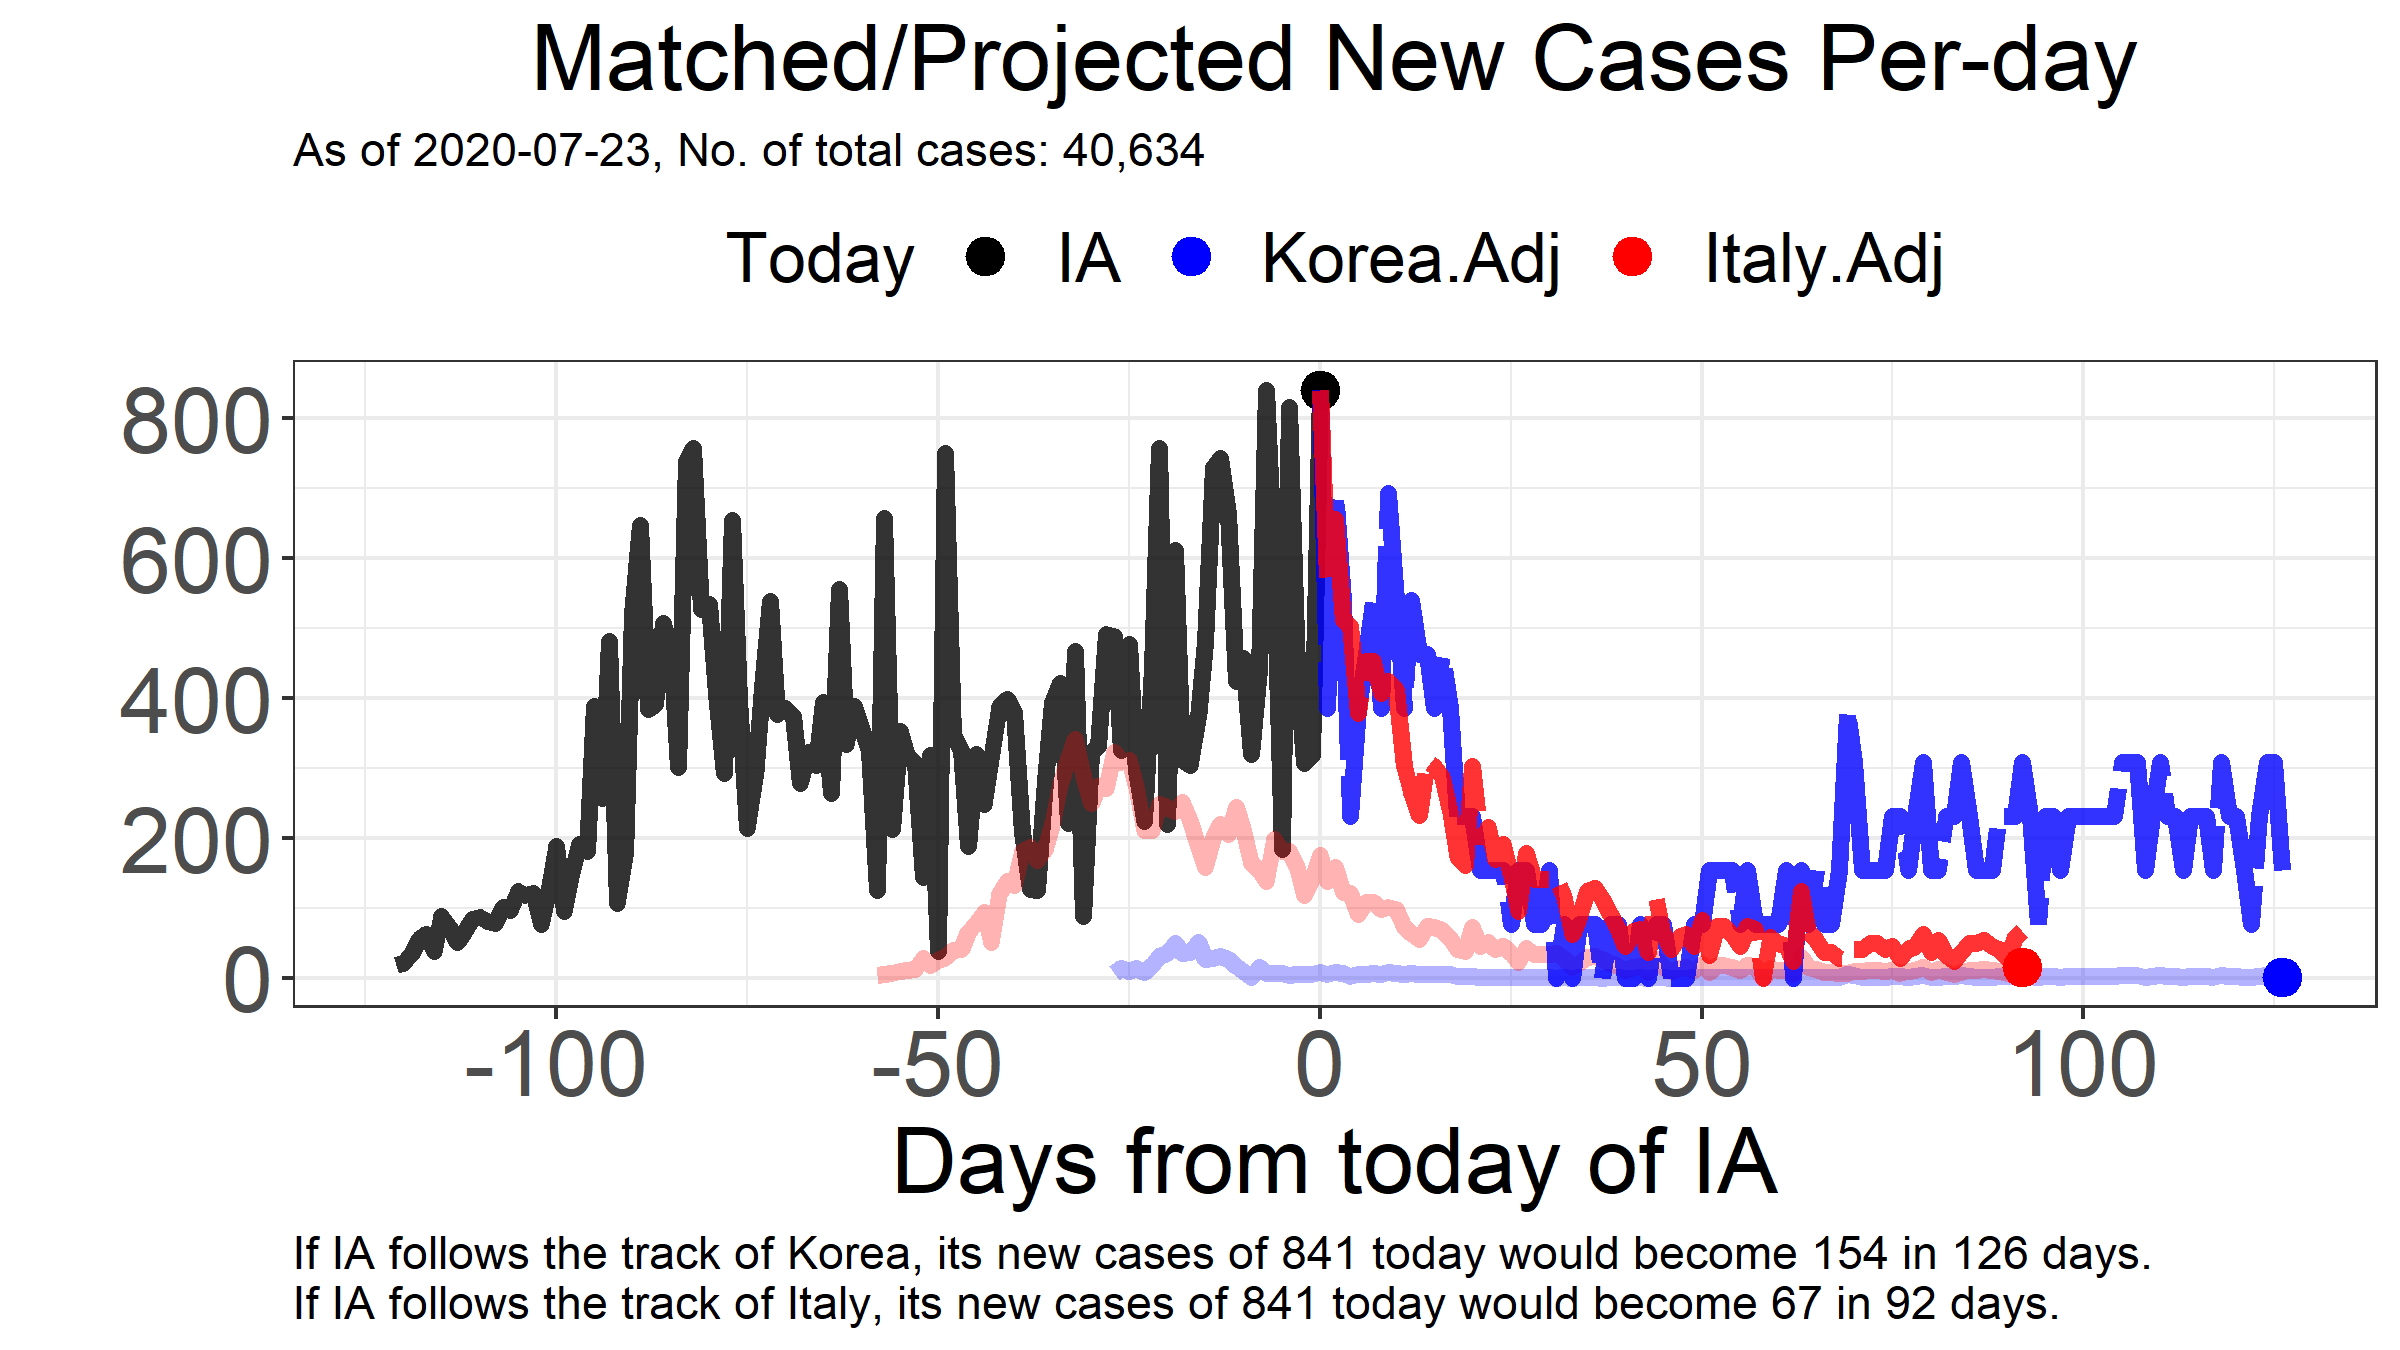 Matched/Projected New Cases Per-day
As of 2020-07-23, No. of total cases: 40,634
Today IA Korea.Adj Italy.Adj
800
600
400
200
0
-100 -50 0 50 100
Days from today of IA
If IA follows the track of Korea, its new cases of 841 today would become 154 in 126 days.
If IA follows the track of Italy, its new cases of 841 today would become 67 in 92 days.